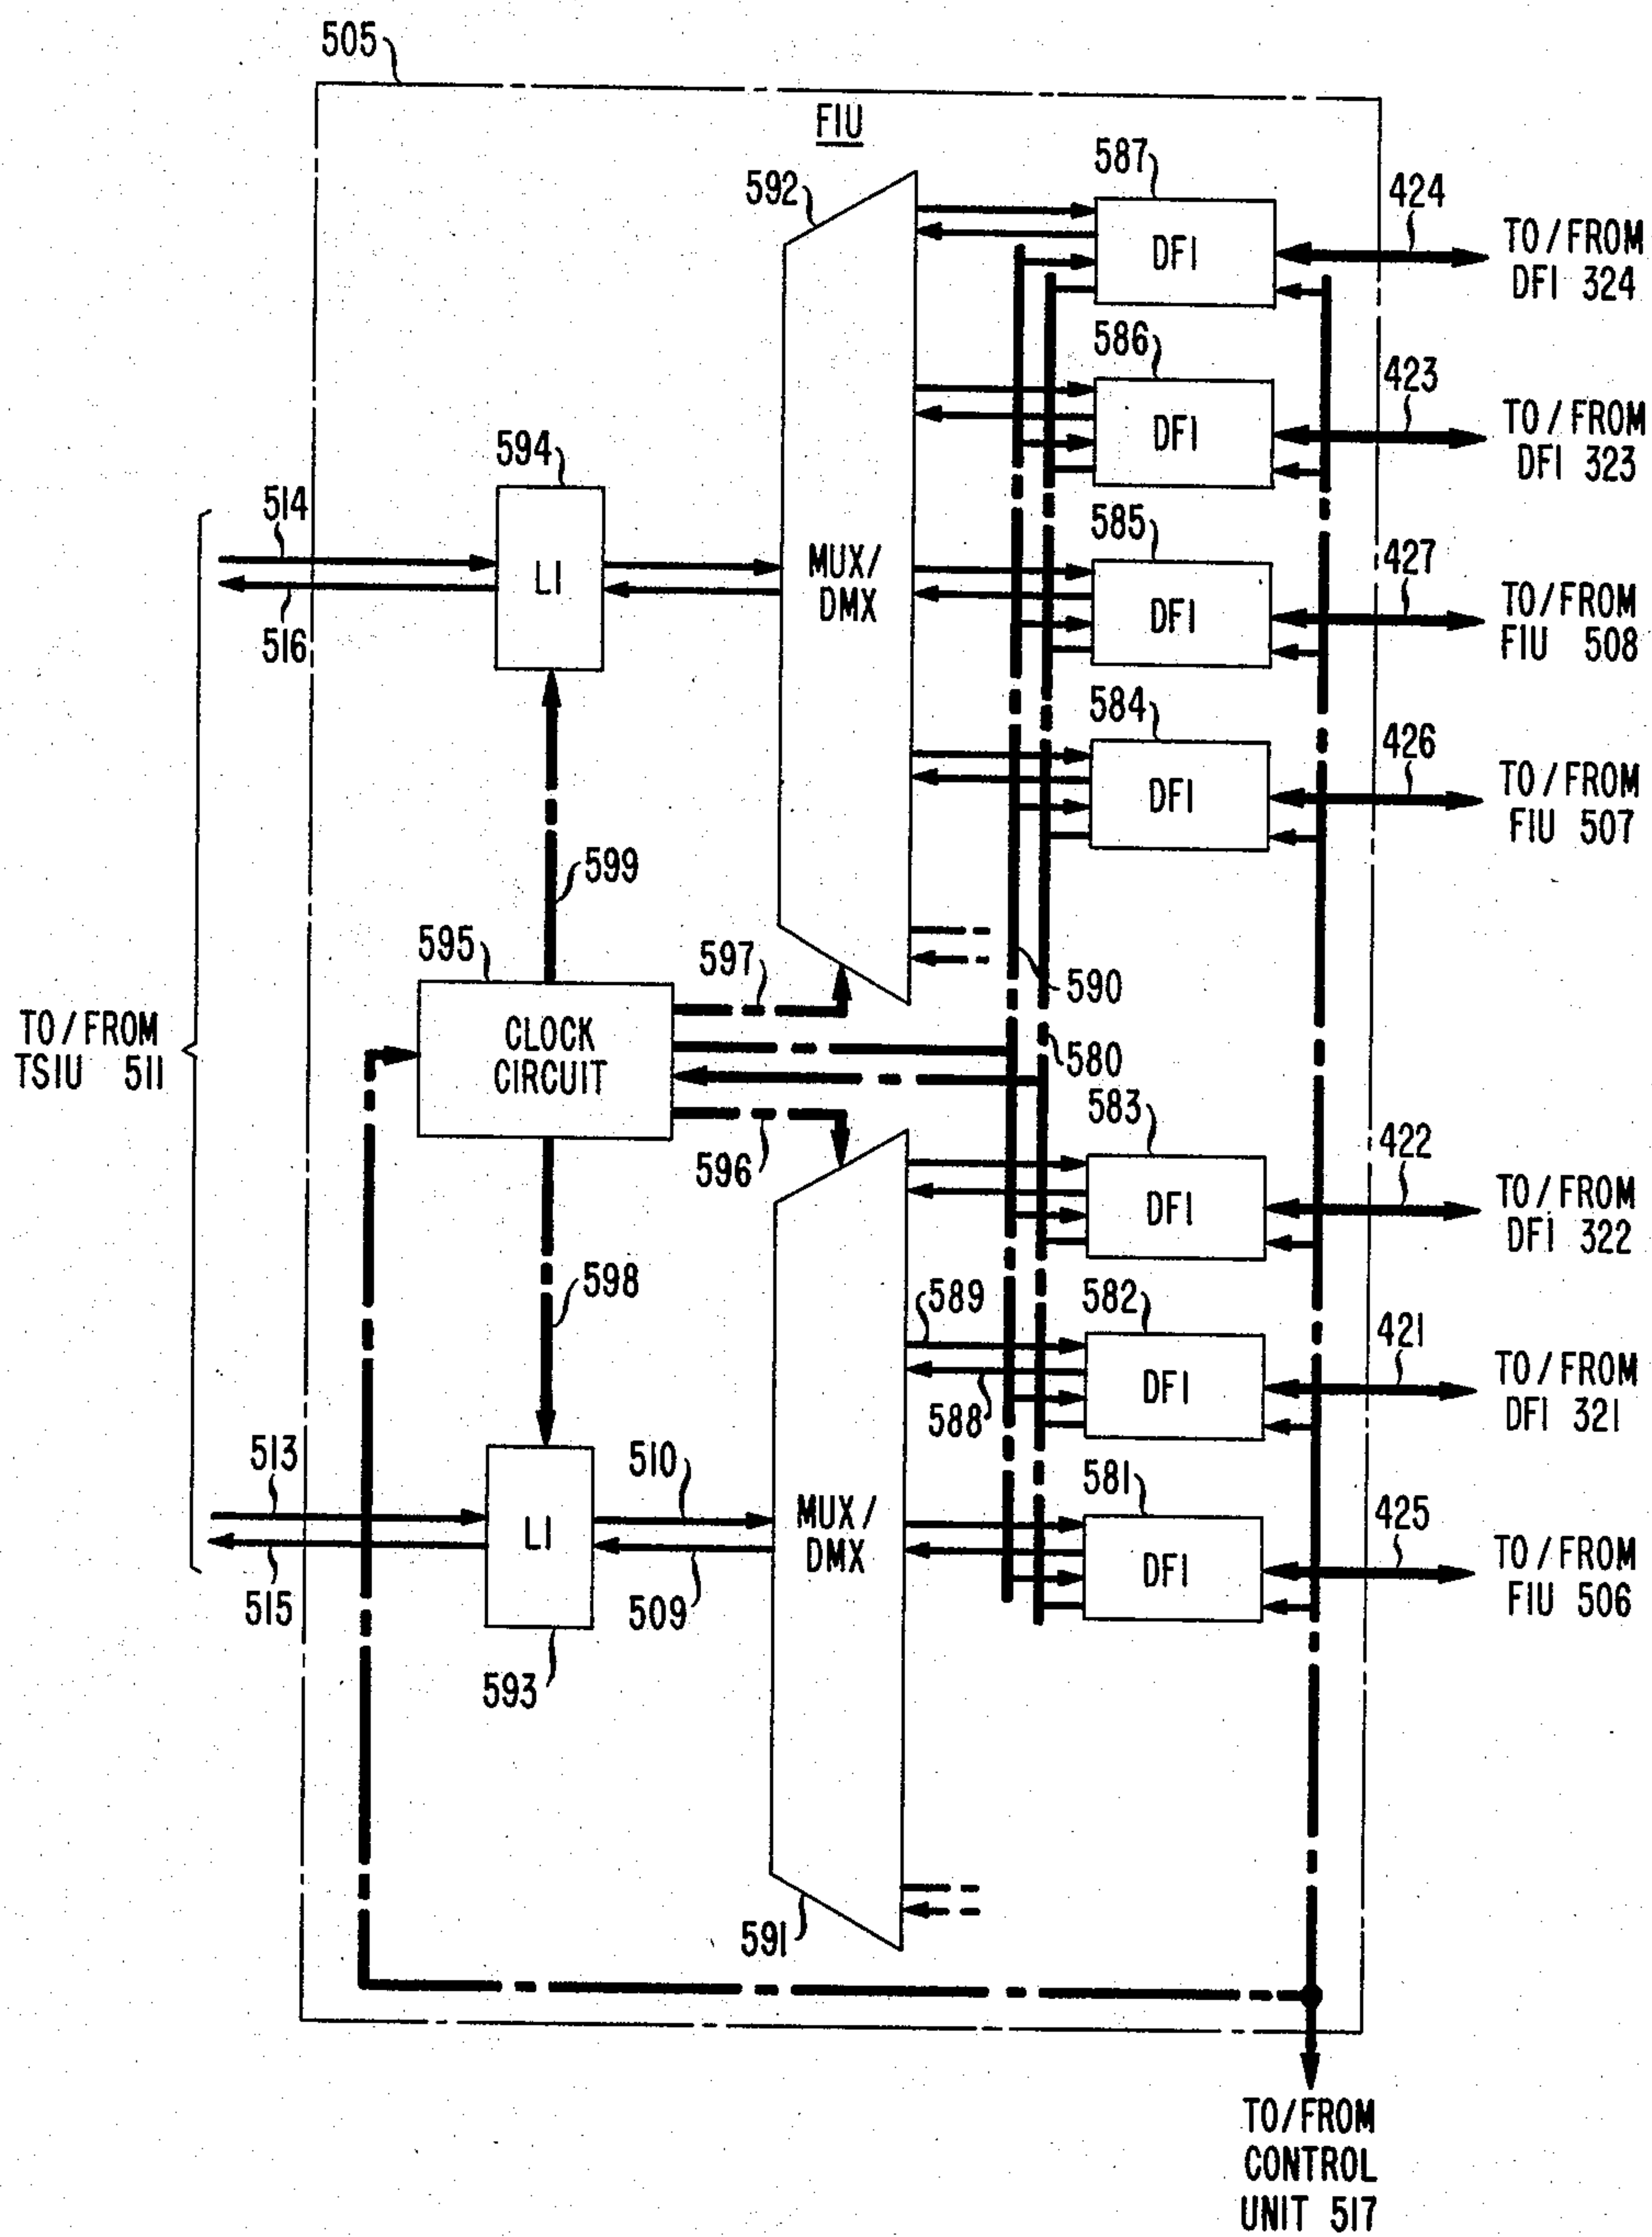 505
FIU
592
587
DFI
424
TO/FROM
DFI 324
586
DFI
423
TO/FROM
DFI 323
594
LI
514
516
MUX/
DMX
585
DFI
427
TO/FROM
FIU 508
584
DFI
426
TO/FROM
FIU 507
599
595
CLOCK
CIRCUIT
597
590
580
TO/FROM
TSIU 511
596
583
DFI
422
TO/FROM
DFI 322
598
589
588
582
DFI
421
TO/FROM
DFI 321
513
515
LI
593
510
509
MUX/
DMX
581
DFI
425
TO/FROM
FIU 506
591
TO/FROM
CONTROL
UNIT 517